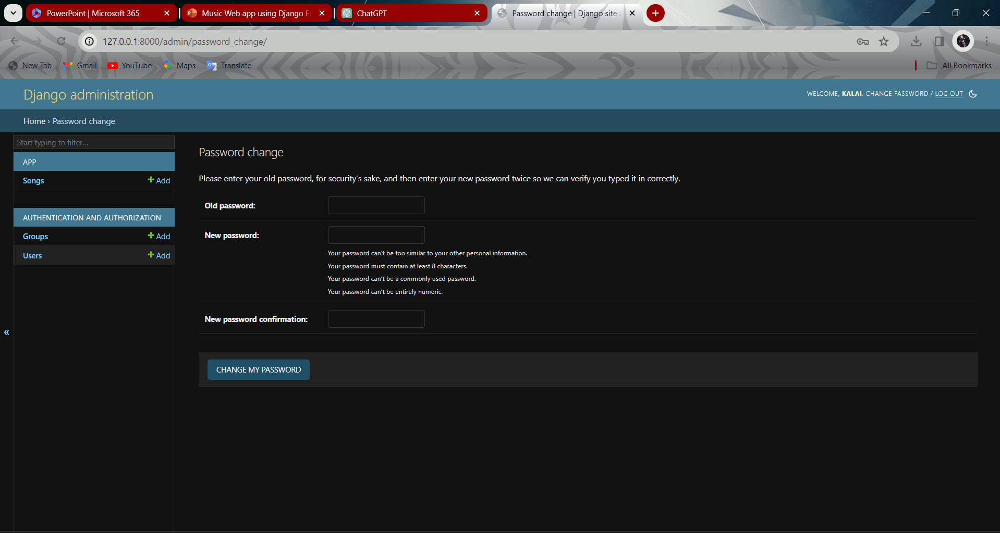 PowerPoint | Microsoft 365
Music Web app using Django F
ChatGPT
Password change | Django site
127.0.0.1:8000/admin/password_change/
New Tab
Gmail
YouTube
Maps
Translate
All Bookmarks
Django administration
WELCOME, KALAI. CHANGE PASSWORD / LOG OUT
Home › Password change
Start typing to filter...
APP
Songs
+ Add
AUTHENTICATION AND AUTHORIZATION
Groups
+ Add
Users
+ Add
«
Password change
Please enter your old password, for security’s sake, and then enter your new password twice so we can verify you typed it in correctly.
Old password:
New password:
Your password can’t be too similar to your other personal information.
Your password must contain at least 8 characters.
Your password can’t be a commonly used password.
Your password can’t be entirely numeric.
New password confirmation:
CHANGE MY PASSWORD